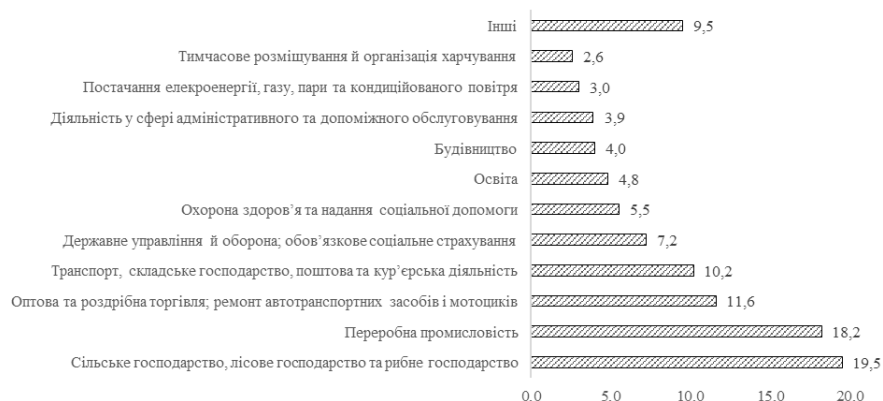 Інші 9,5
Тимчасове розміщування й організація харчування 2,6
Постачання елекроенергії, газу, пари та кондиційованого повітря 3,0
Діяльність у сфері адміністративного та допоміжного обслуговування 3,9
Будівництво 4,0
Освіта 4,8
Охорона здоров’я та надання соціальної допомоги 5,5
Державне управління й оборона; обов’язкове соціальне страхування 7,2
Транспорт, складське господарство, поштова та кур’єрська діяльність 10,2
Оптова та роздрібна торгівля; ремонт автотранспортних засобів і мотоциків 11,6
Переробна промисловість 18,2
Сільське господарство, лісове господарство та рибне господарство 19,5
0,0 5,0 10,0 15,0 20,0